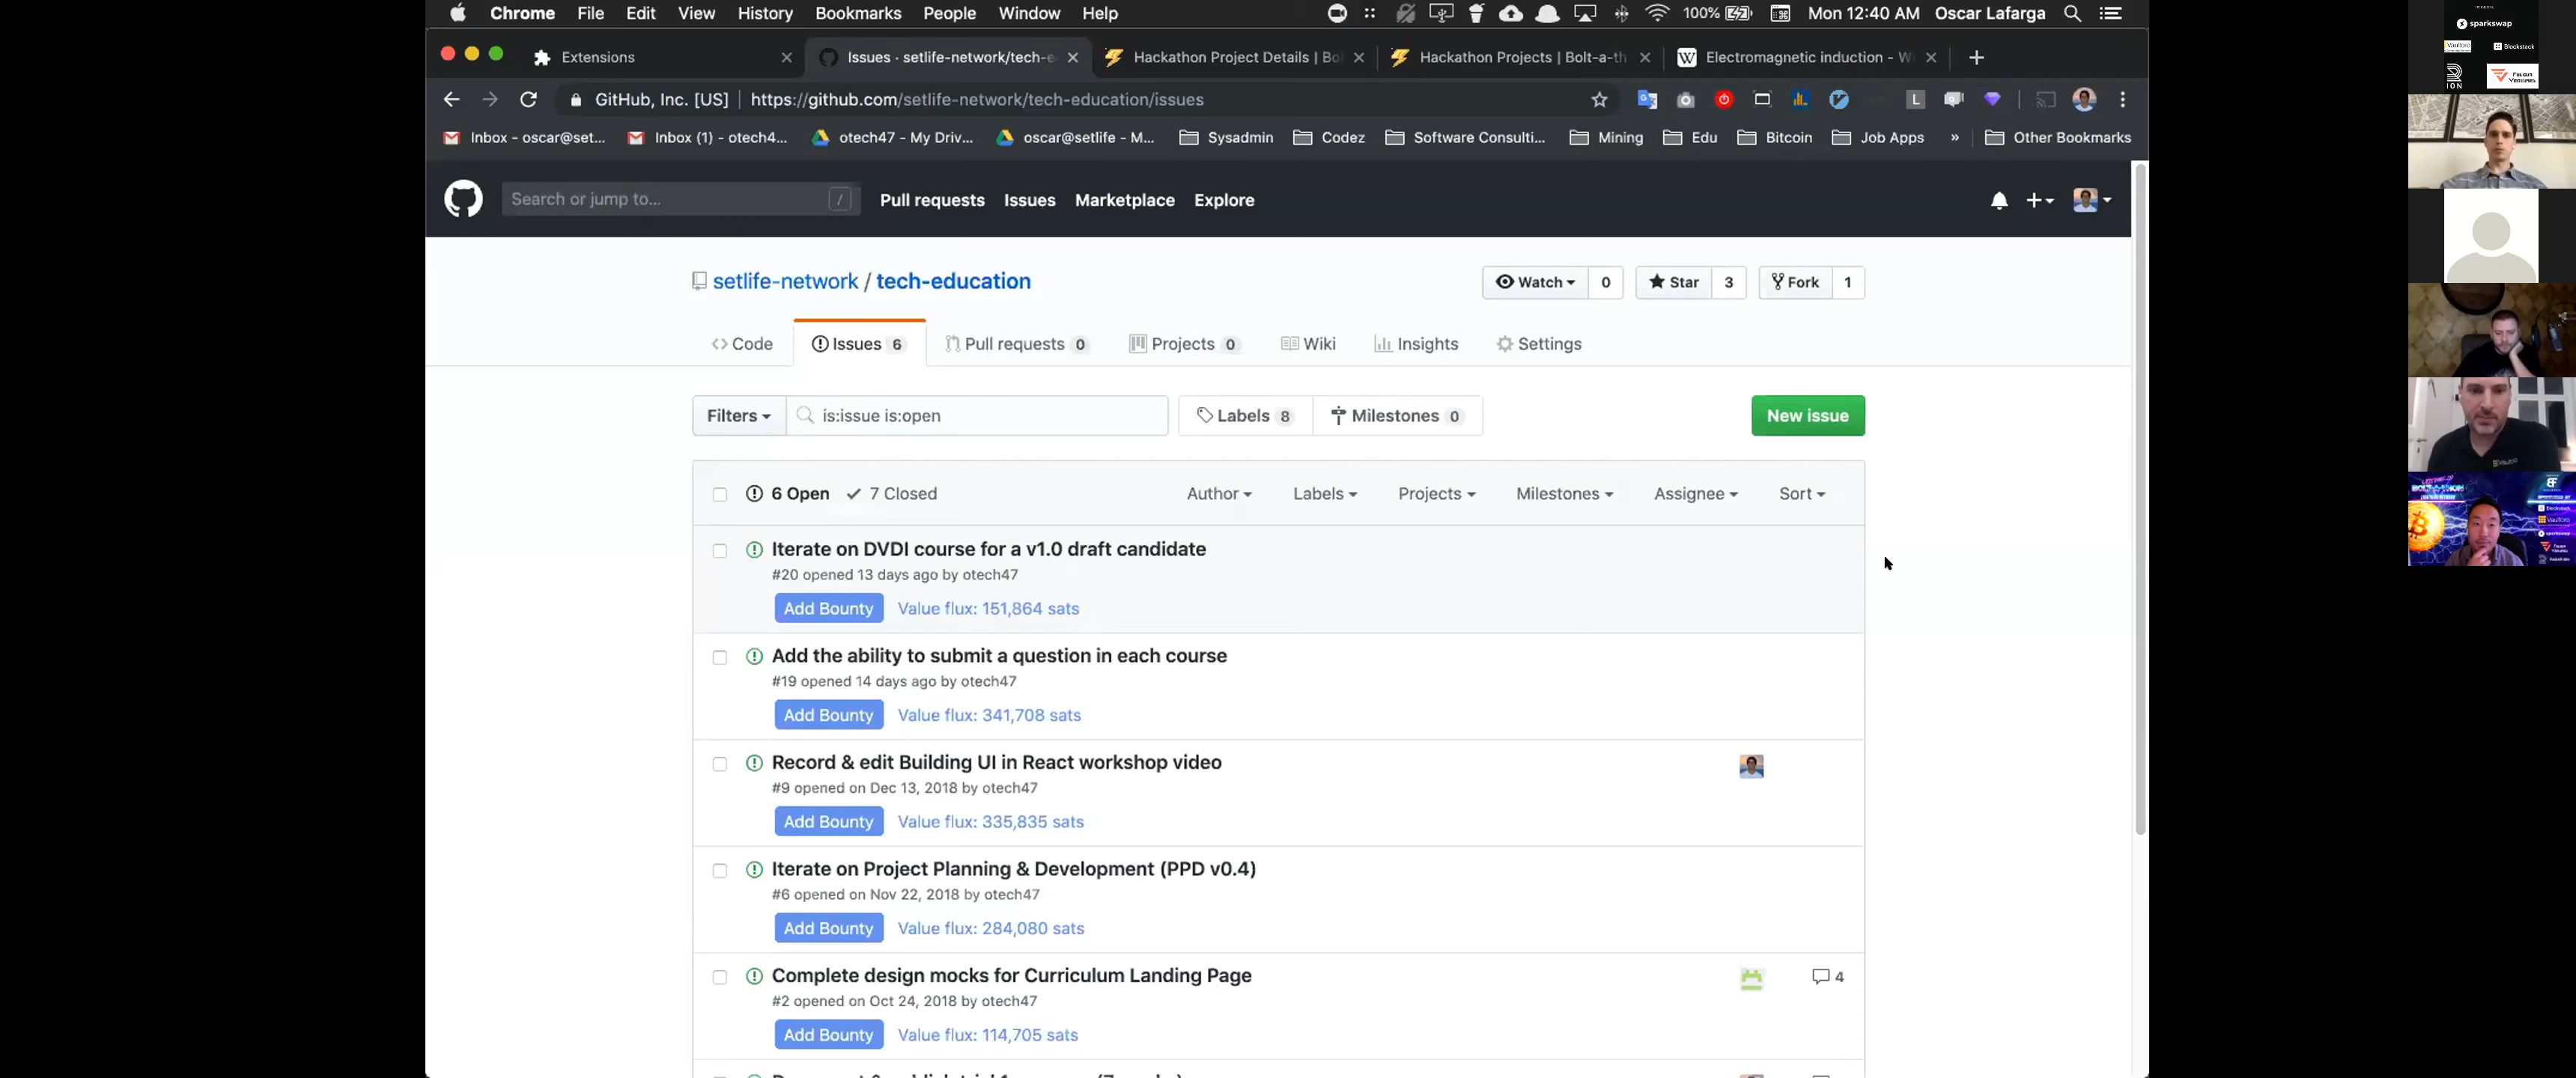 Chrome File Edit View History Bookmarks People Window Help 100% Mon 12:40 AM Oscar Lafarga
Extensions Issues · setlife-network/tech-e Hackathon Project Details | Bol Hackathon Projects | Bolt-a-th Electromagnetic induction - W
GitHub, Inc. [US] https://github.com/setlife-network/tech-education/issues
Inbox - oscar@set... Inbox (1) - otech4... otech47 - My Driv... oscar@setlife - M... Sysadmin Codez Software Consulti... Mining Edu Bitcoin Job Apps » Other Bookmarks
Search or jump to... / Pull requests Issues Marketplace Explore
setlife-network / tech-education Watch 0 Star 3 Fork 1
Code Issues 6 Pull requests 0 Projects 0 Wiki Insights Settings
Filters is:issue is:open Labels 8 Milestones 0 New issue
6 Open 7 Closed Author Labels Projects Milestones Assignee Sort
Iterate on DVDI course for a v1.0 draft candidate
#20 opened 13 days ago by otech47
Add Bounty Value flux: 151,864 sats
Add the ability to submit a question in each course
#19 opened 14 days ago by otech47
Add Bounty Value flux: 341,708 sats
Record & edit Building UI in React workshop video
#9 opened on Dec 13, 2018 by otech47
Add Bounty Value flux: 335,835 sats
Iterate on Project Planning & Development (PPD v0.4)
#6 opened on Nov 22, 2018 by otech47
Add Bounty Value flux: 284,080 sats
Complete design mocks for Curriculum Landing Page 4
#2 opened on Oct 24, 2018 by otech47
Add Bounty Value flux: 114,705 sats
sparkswap
Vaultoro Blockstack
ION FULGUR VENTURES